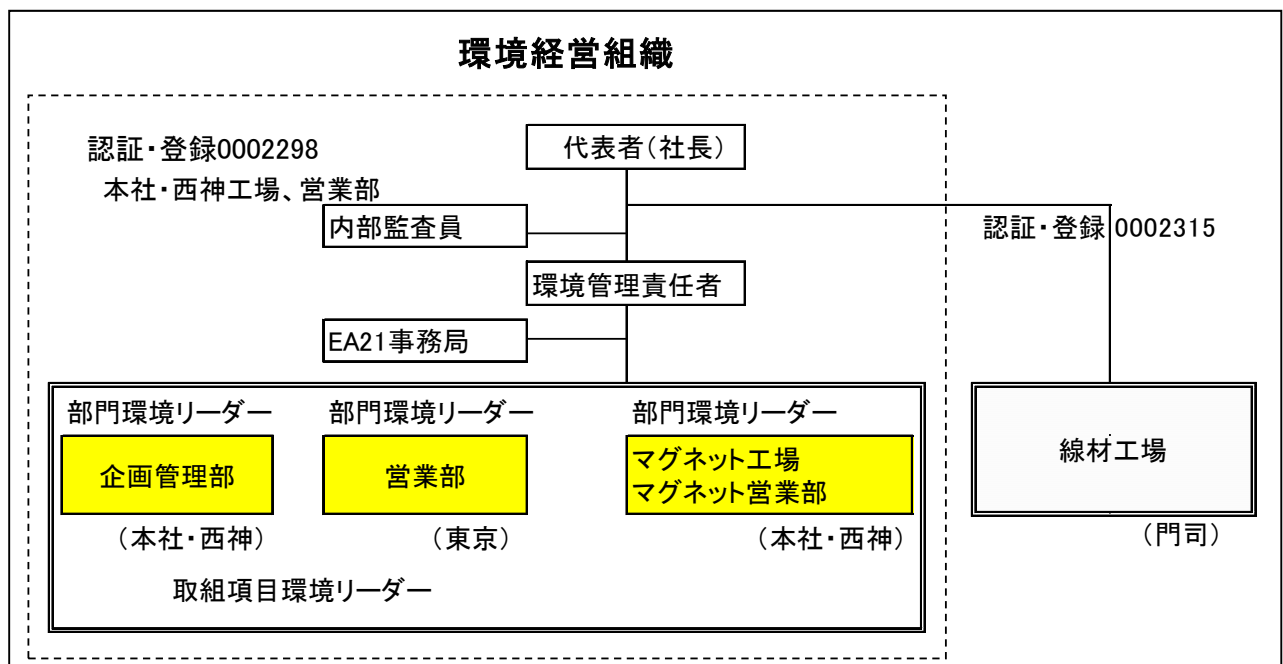 環境経営組織
認証・登録0002298
代表者（社長）
本社・西神工場、営業部
内部監査員
認証・登録 0002315
環境管理責任者
EA21事務局
部門環境リーダー
部門環境リーダー
部門環境リーダー
企画管理部
営業部
マグネット工場
マグネット営業部
線材工場
（本社・西神）
（東京）
（本社・西神）
（門司）
取組項目環境リーダー